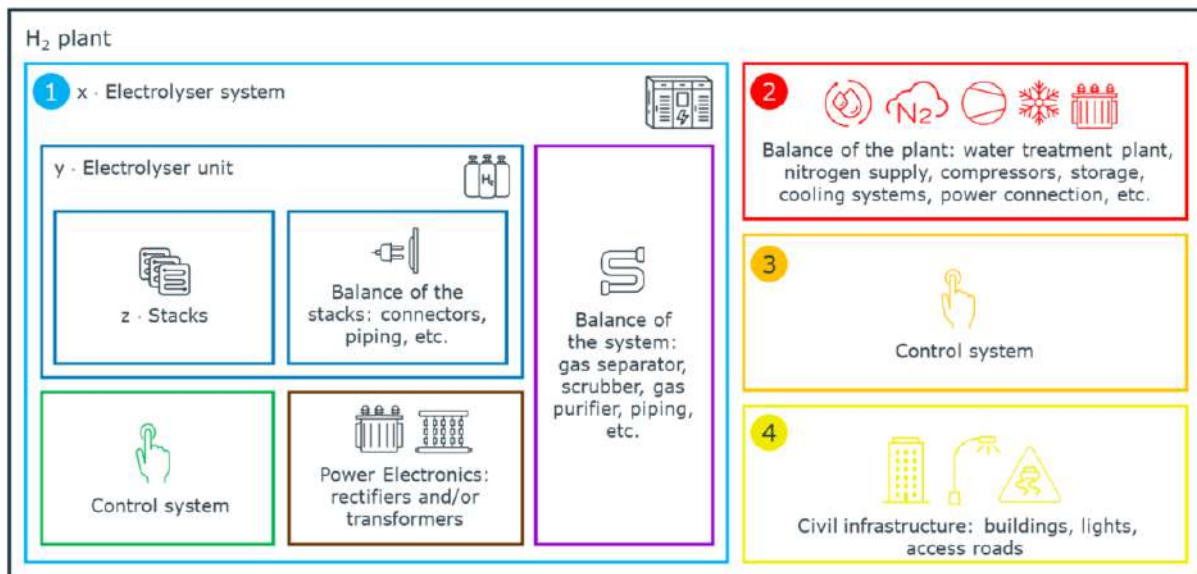 H₂ plant
1
x · Electrolyser system
y · Electrolyser unit
H₂
z · Stacks
Balance of the
stacks: connectors,
piping, etc.
Control system
Power Electronics:
rectifiers and/or
transformers
Balance of
the system:
gas separator,
scrubber, gas
purifier, piping,
etc.
2
N2
Balance of the plant: water treatment plant,
nitrogen supply, compressors, storage,
cooling systems, power connection, etc.
3
Control system
4
Civil infrastructure: buildings, lights,
access roads